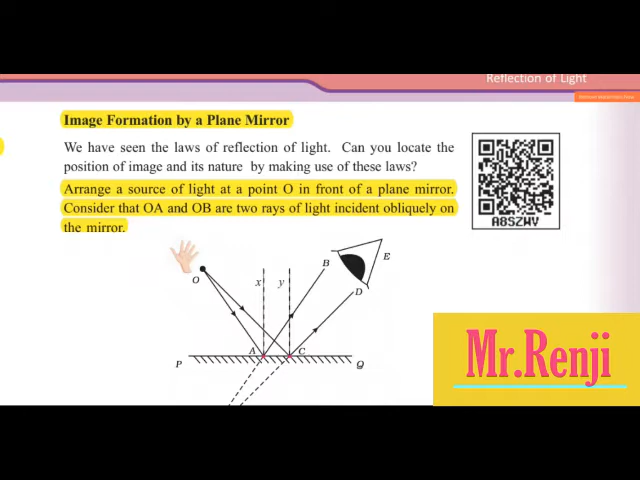 Reflection of Light
Image Formation by a Plane Mirror
We have seen the laws of reflection of light. Can you locate the
position of image and its nature by making use of these laws?
Arrange a source of light at a point O in front of a plane mirror.
Consider that OA and OB are two rays of light incident obliquely on
the mirror.
A8SZWV
B
E
O
x
y
D
A
C
P
Q
Mr.Renji